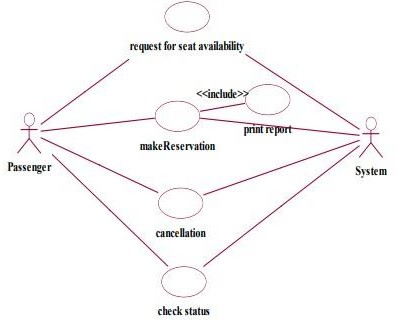 request for seat availability
<<include>>
print report
makeReservation
Passenger
System
cancellation
check status